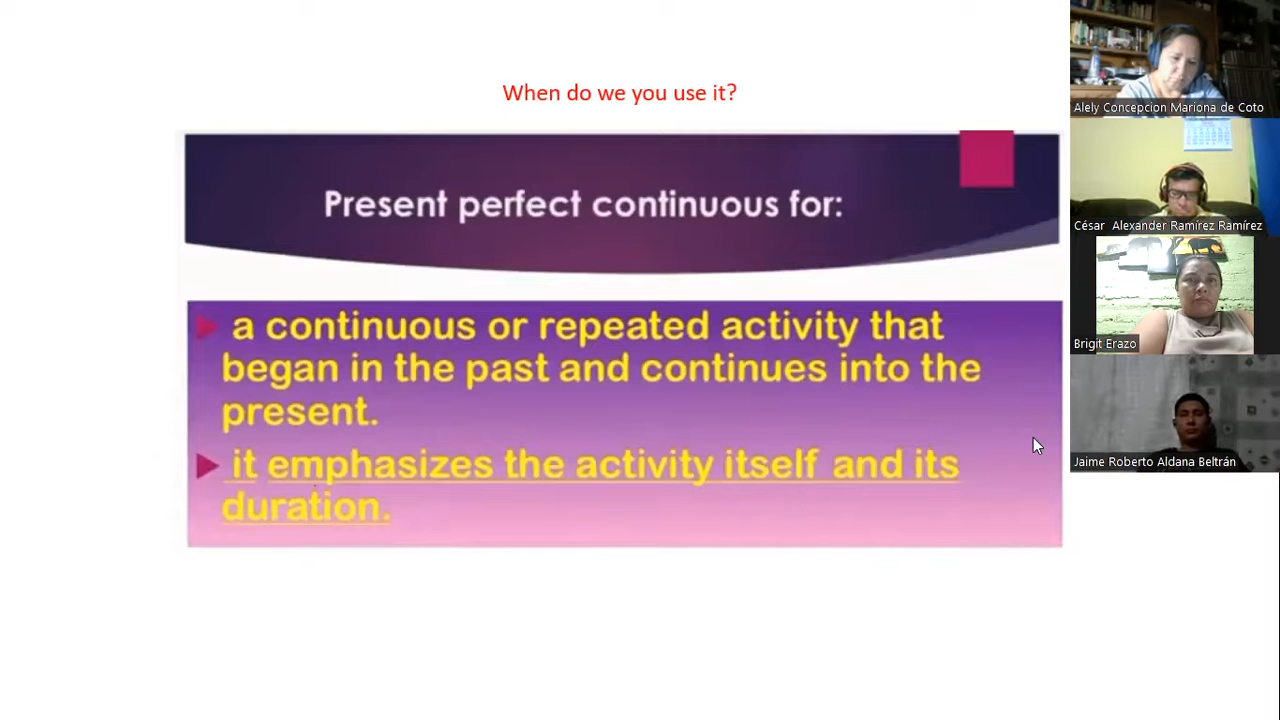 When do we you use it?
Present perfect continuous for:
a continuous or repeated activity that
began in the past and continues into the
present.
it emphasizes the activity itself and its
duration.
Alely Concepcion Mariona de Coto
César Alexander Ramírez Ramírez
Brigit Erazo
Jaime Roberto Aldana Beltrán